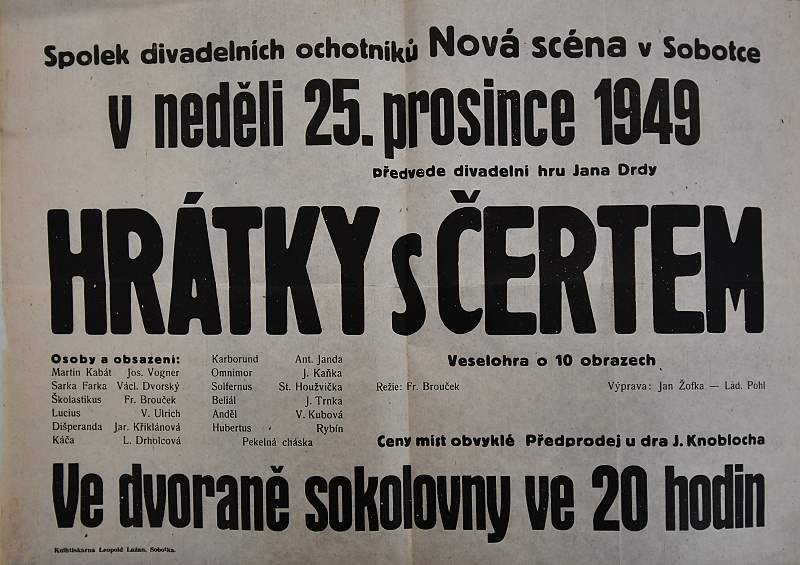 Spolek divadelních ochotníků Nová scéna v Sobotce
v neděli 25. prosince 1949
předvede divadelní hru Jana Drdy
HRÁTKY s ČERTEM
Osoby a obsazení:
Martin Kabát Jos. Vogner
Sarka Farka Václ. Dvorský
Školastikus Fr. Brouček
Lucius V. Ulrich
Dišperanda Jar. Křiklánová
Káča L. Drholcová
Karborund Ant. Janda
Omnimor J. Kaňka
Solfernus St. Houžvička
Beliál J. Trnka
Anděl V. Kubová
Hubertus Rybín
Pekelná cháska
Veselohra o 10 obrazech
Režie: Fr. Brouček Výprava: Jan Žofka — Lad. Pohl
Ceny míst obvyklé Předprodej u dra J. Knoblocha
Ve dvoraně sokolovny ve 20 hodin
Knihtiskárna Leopold Lažan, Sobotka.